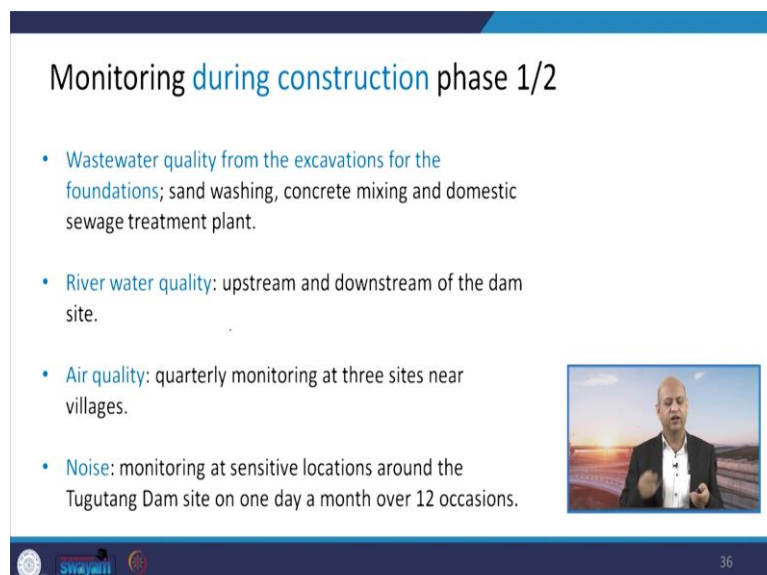 Monitoring during construction phase 1/2
• Wastewater quality from the excavations for the
foundations; sand washing, concrete mixing and domestic
sewage treatment plant.
• River water quality: upstream and downstream of the dam
site.
• Air quality: quarterly monitoring at three sites near
villages.
• Noise: monitoring at sensitive locations around the
Tugutang Dam site on one day a month over 12 occasions.
swayam
36